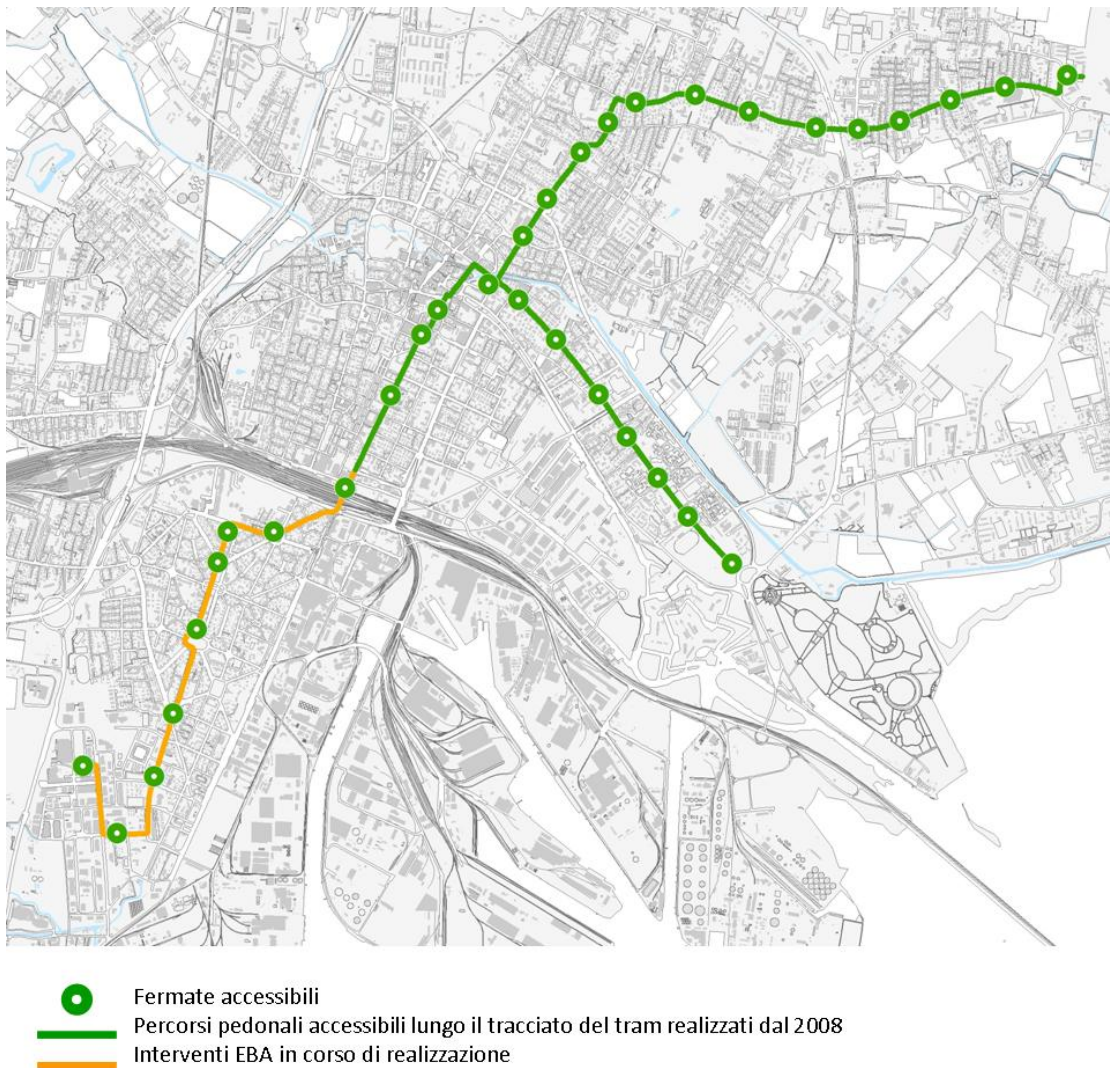 Fermate accessibili
Percorsi pedonali accessibili lungo il tracciato del tram realizzati dal 2008
Interventi EBA in corso di realizzazione